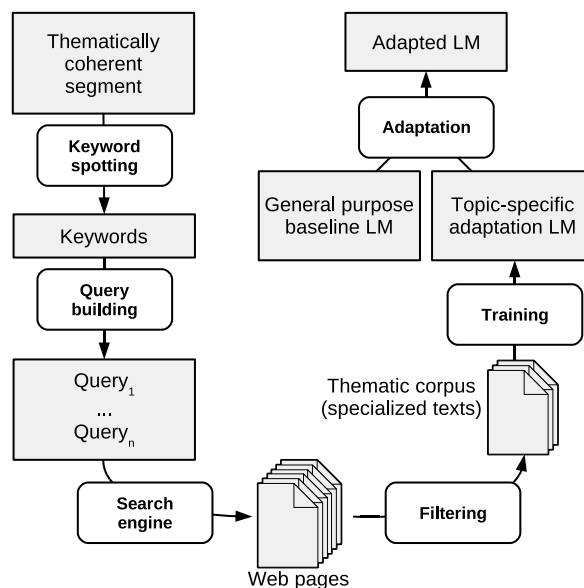 Thematically
coherent
segment
Keyword
spotting
Keywords
Query
building
Query1
...
Queryn
Search
engine
Web pages
Filtering
Thematic corpus
(specialized texts)
Training
Topic-specific
adaptation LM
General purpose
baseline LM
Adaptation
Adapted LM